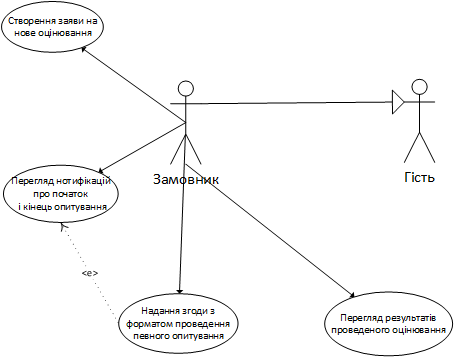 Створення заяви на
нове оцінювання
Замовник
Гість
Перегляд нотифікацій
про початок
і кінець опитування
<e>
Надання згоди з
форматом проведення
певного опитування
Перегляд результатів
проведеного оцінювання